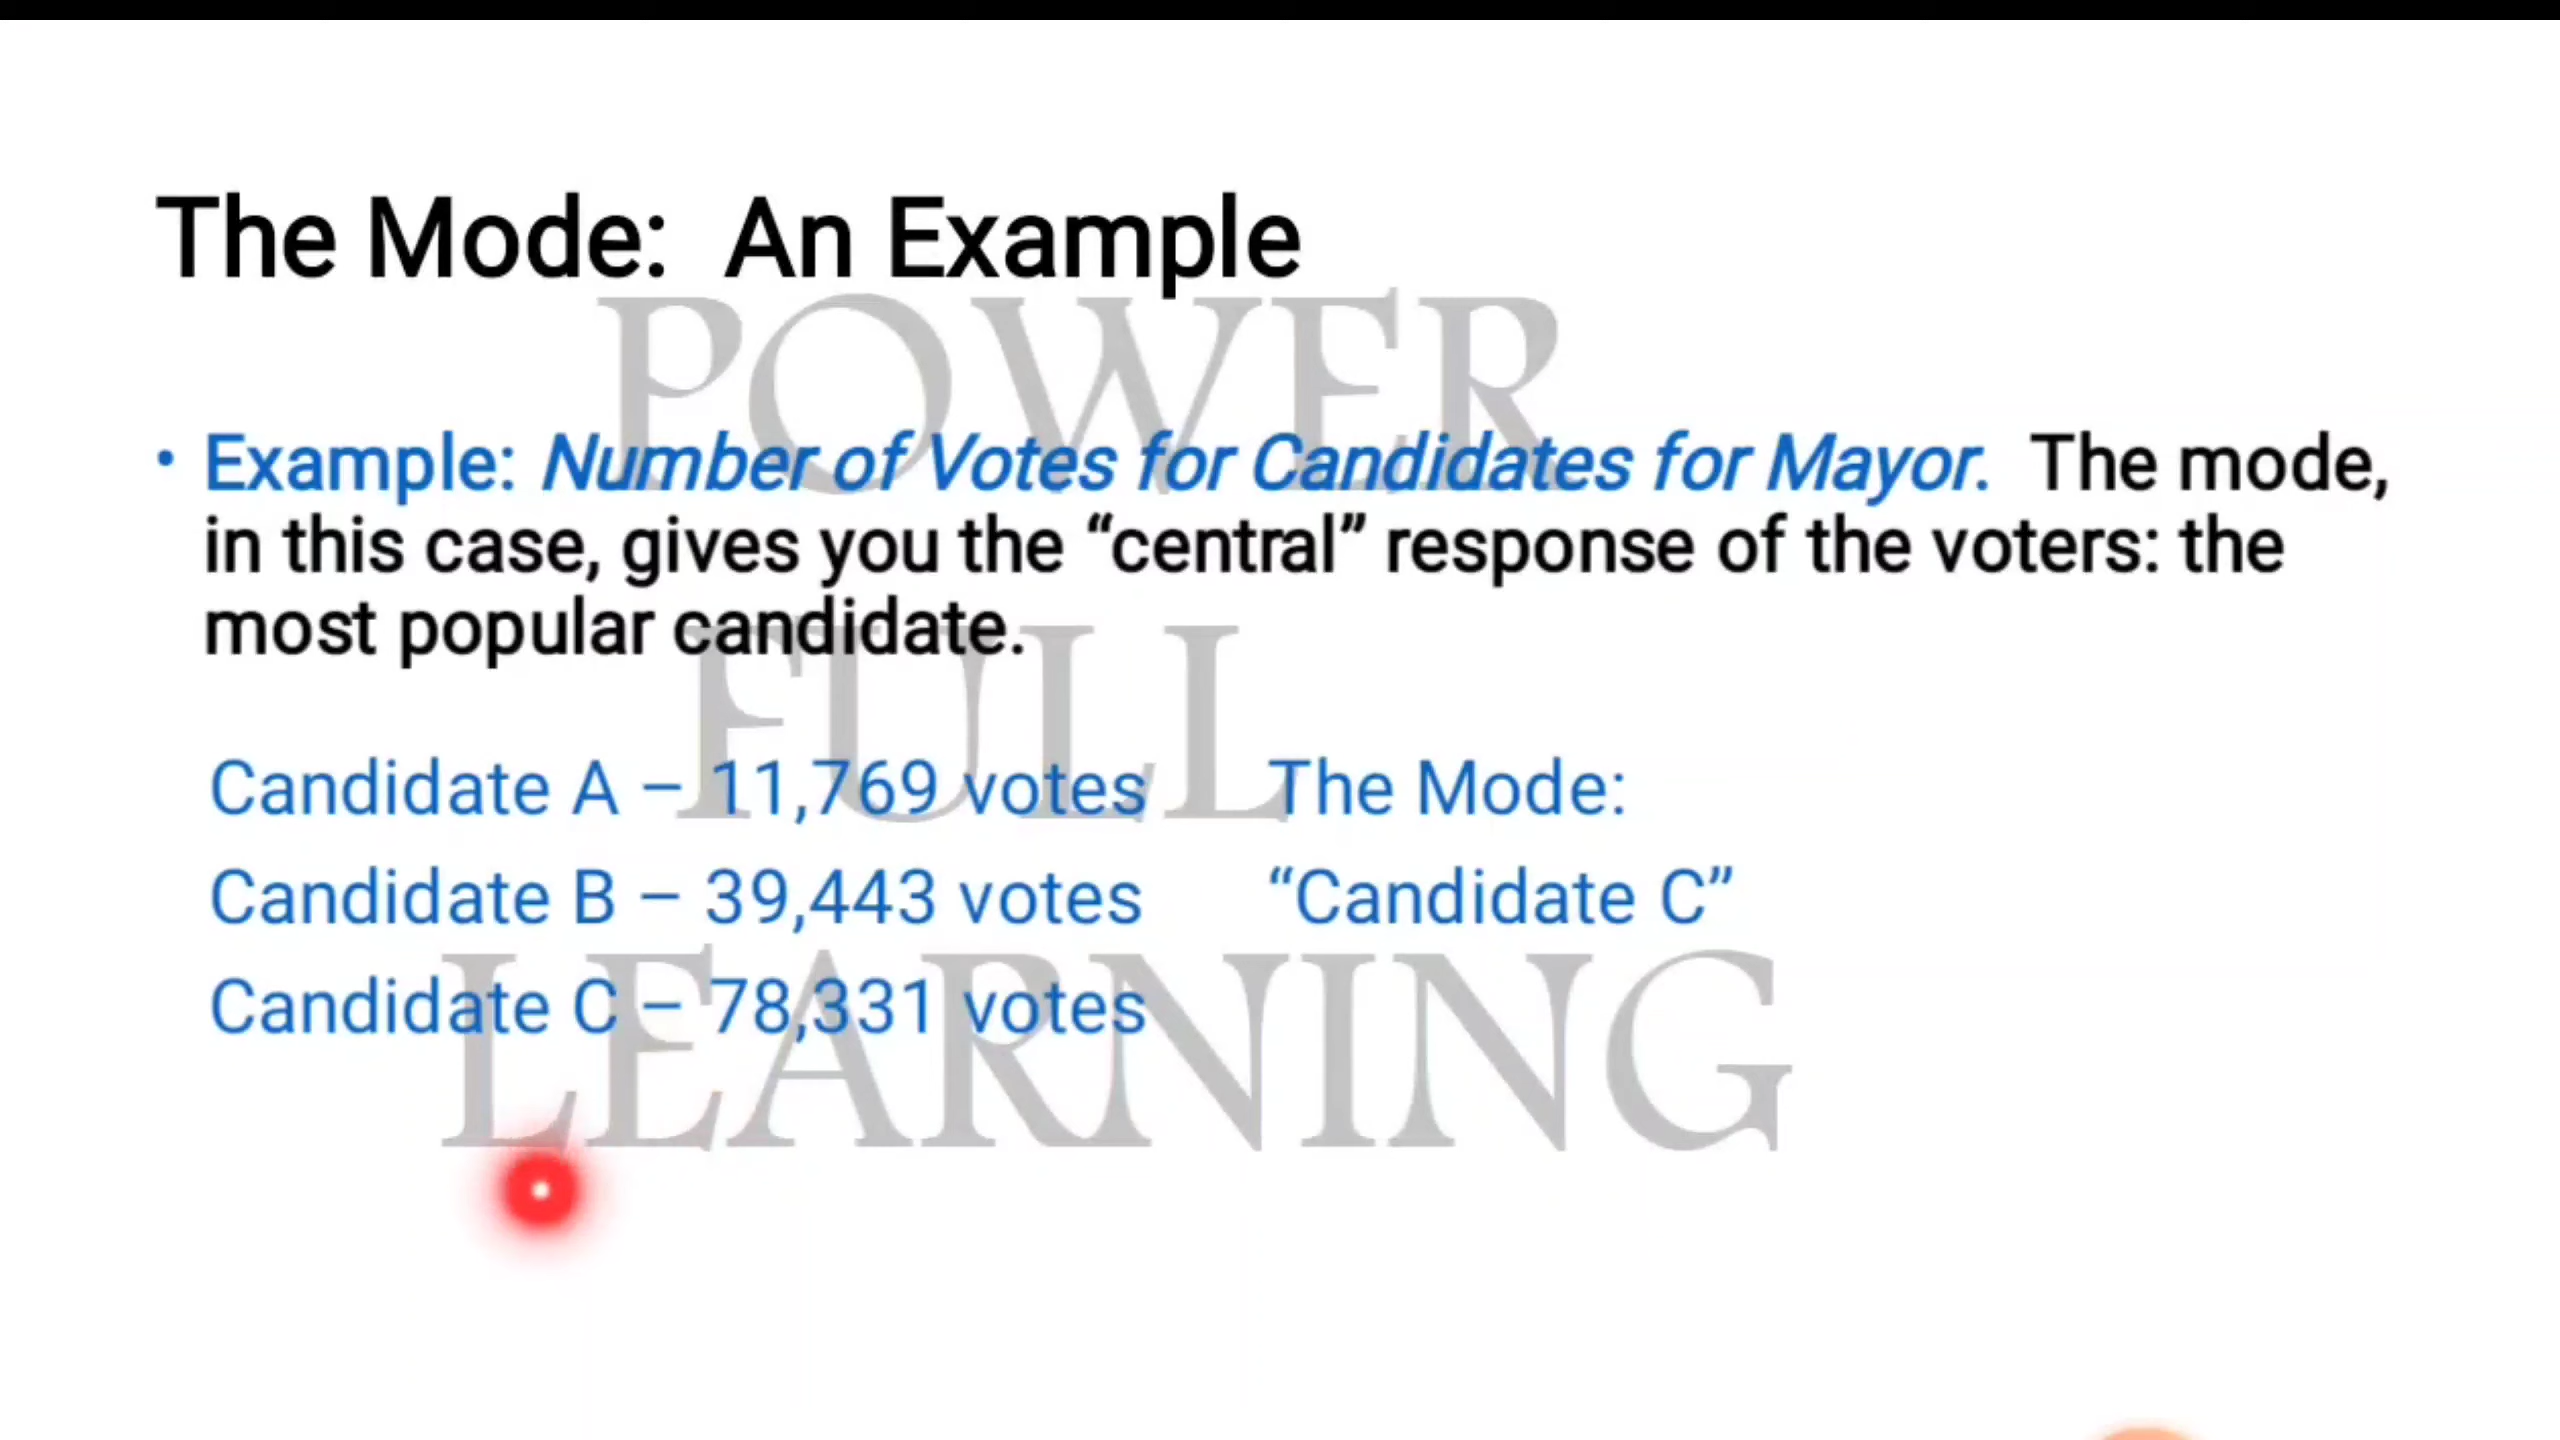 The Mode: An Example
POWER
• Example: Number of Votes for Candidates for Mayor. The mode,
in this case, gives you the “central” response of the voters: the
most popular candidate.
FULL
Candidate A – 11,769 votes The Mode:
Candidate B – 39,443 votes “Candidate C”
LEARNING
Candidate C – 78,331 votes